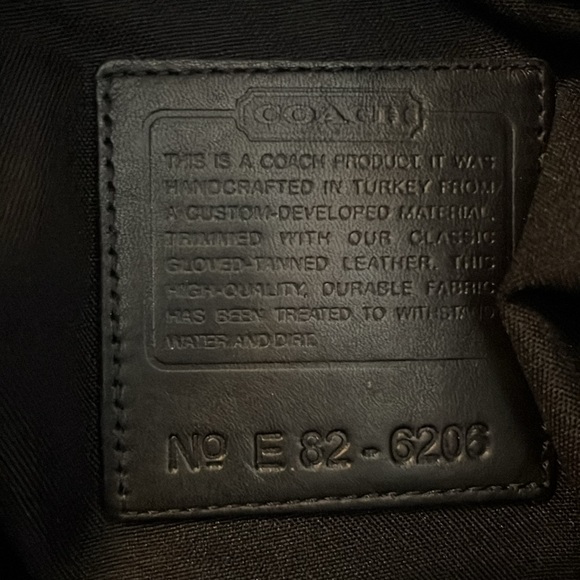 COACH
THIS IS A COACH PRODUCT. IT WAS
HANDCRAFTED IN TURKEY FROM
A CUSTOM-DEVELOPED MATERIAL,
TRIMMED WITH OUR CLASSIC
GLOVED-TANNED LEATHER. THIS
HIGH-QUALITY, DURABLE FABRIC
HAS BEEN TREATED TO WITHSTAND
WATER AND DIRT.
No E82-6206